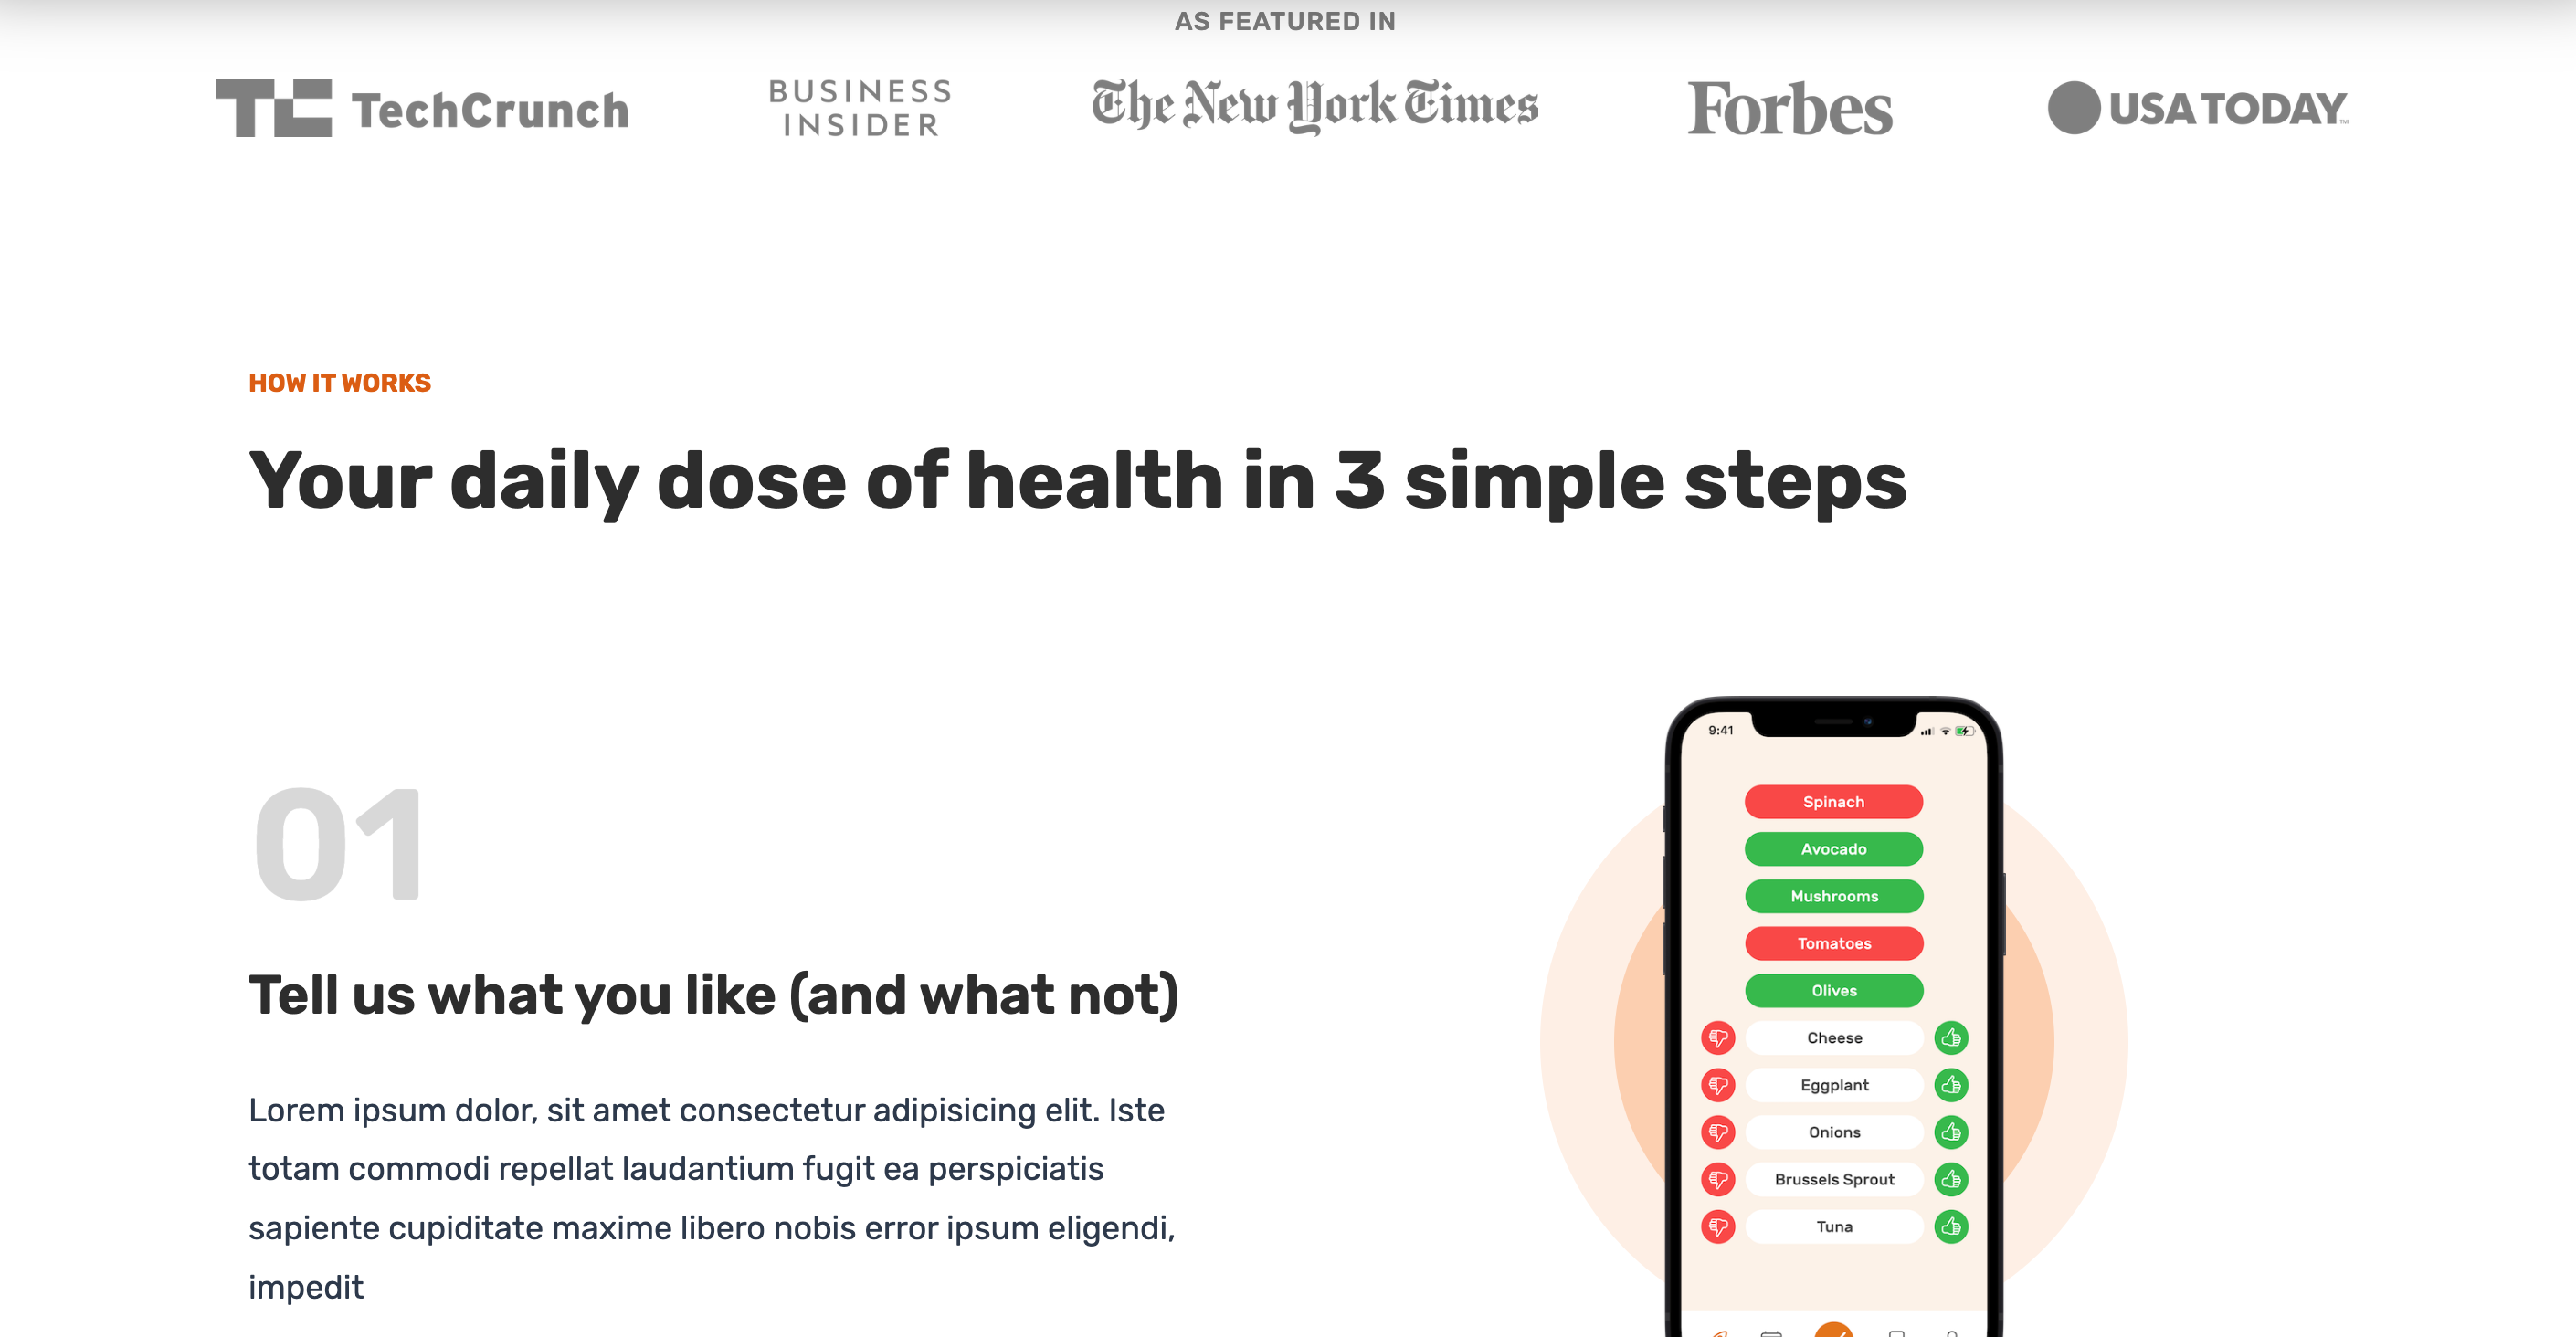 AS FEATURED IN
TC TechCrunch
BUSINESS
INSIDER
The New York Times
Forbes
USA TODAY™
HOW IT WORKS
Your daily dose of health in 3 simple steps
01
Tell us what you like (and what not)
Lorem ipsum dolor, sit amet consectetur adipisicing elit. Iste
totam commodi repellat laudantium fugit ea perspiciatis
sapiente cupiditate maxime libero nobis error ipsum eligendi,
impedit
9:41
Spinach
Avocado
Mushrooms
Tomatoes
Olives
Cheese
Eggplant
Onions
Brussels Sprout
Tuna